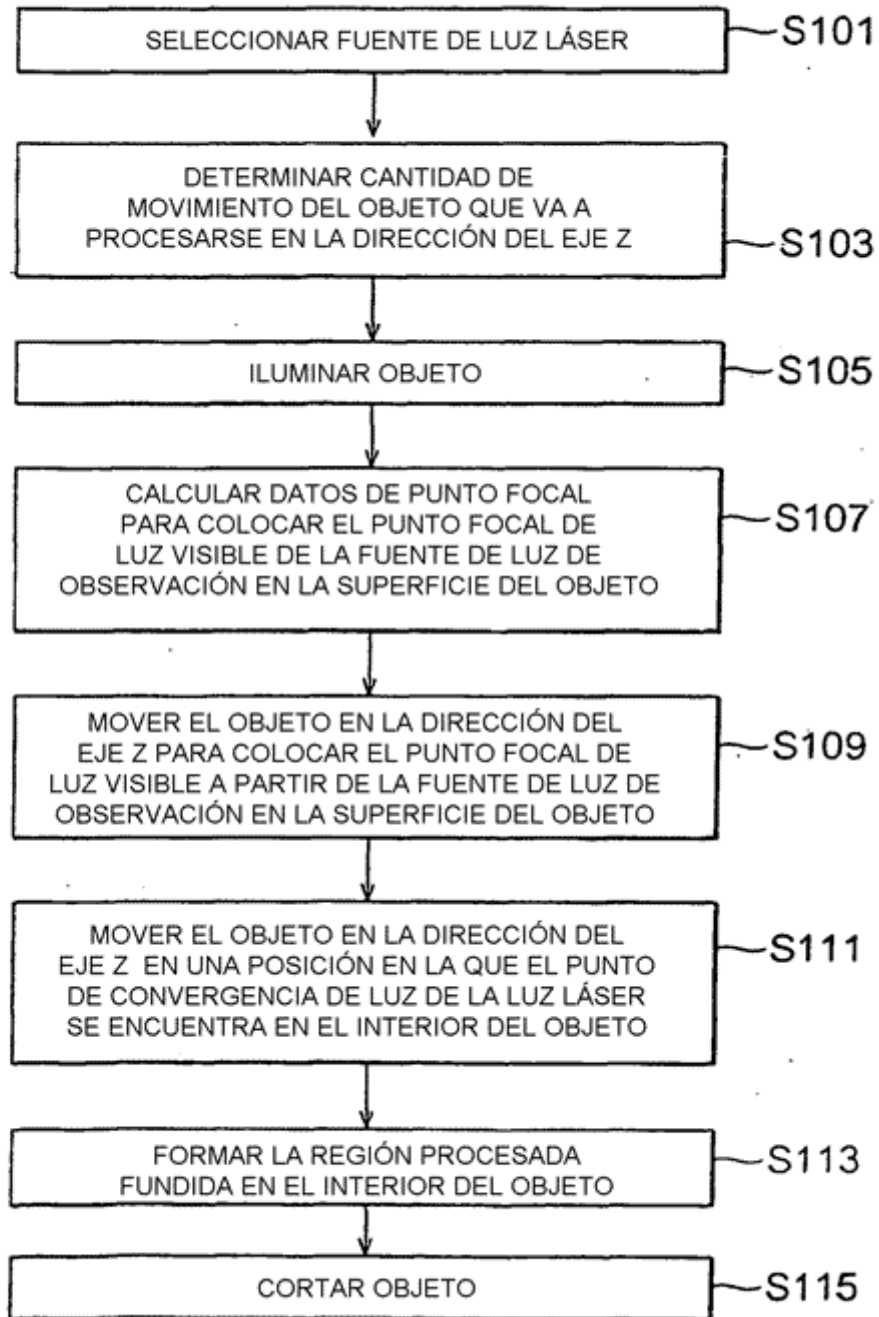 SELECCIONAR FUENTE DE LUZ LÁSER
S101
DETERMINAR CANTIDAD DE
MOVIMIENTO DEL OBJETO QUE VA A
PROCESARSE EN LA DIRECCIÓN DEL EJE Z
S103
ILUMINAR OBJETO
S105
CALCULAR DATOS DE PUNTO FOCAL
PARA COLOCAR EL PUNTO FOCAL DE
LUZ VISIBLE DE LA FUENTE DE LUZ DE
OBSERVACIÓN EN LA SUPERFICIE DEL OBJETO
S107
MOVER EL OBJETO EN LA DIRECCIÓN DEL
EJE Z PARA COLOCAR EL PUNTO FOCAL DE
LUZ VISIBLE A PARTIR DE LA FUENTE DE LUZ DE
OBSERVACIÓN EN LA SUPERFICIE DEL OBJETO
S109
MOVER EL OBJETO EN LA DIRECCIÓN DEL
EJE Z EN UNA POSICIÓN EN LA QUE EL PUNTO
DE CONVERGENCIA DE LUZ DE LA LUZ LÁSER
SE ENCUENTRA EN EL INTERIOR DEL OBJETO
S111
FORMAR LA REGIÓN PROCESADA
FUNDIDA EN EL INTERIOR DEL OBJETO
S113
CORTAR OBJETO
S115